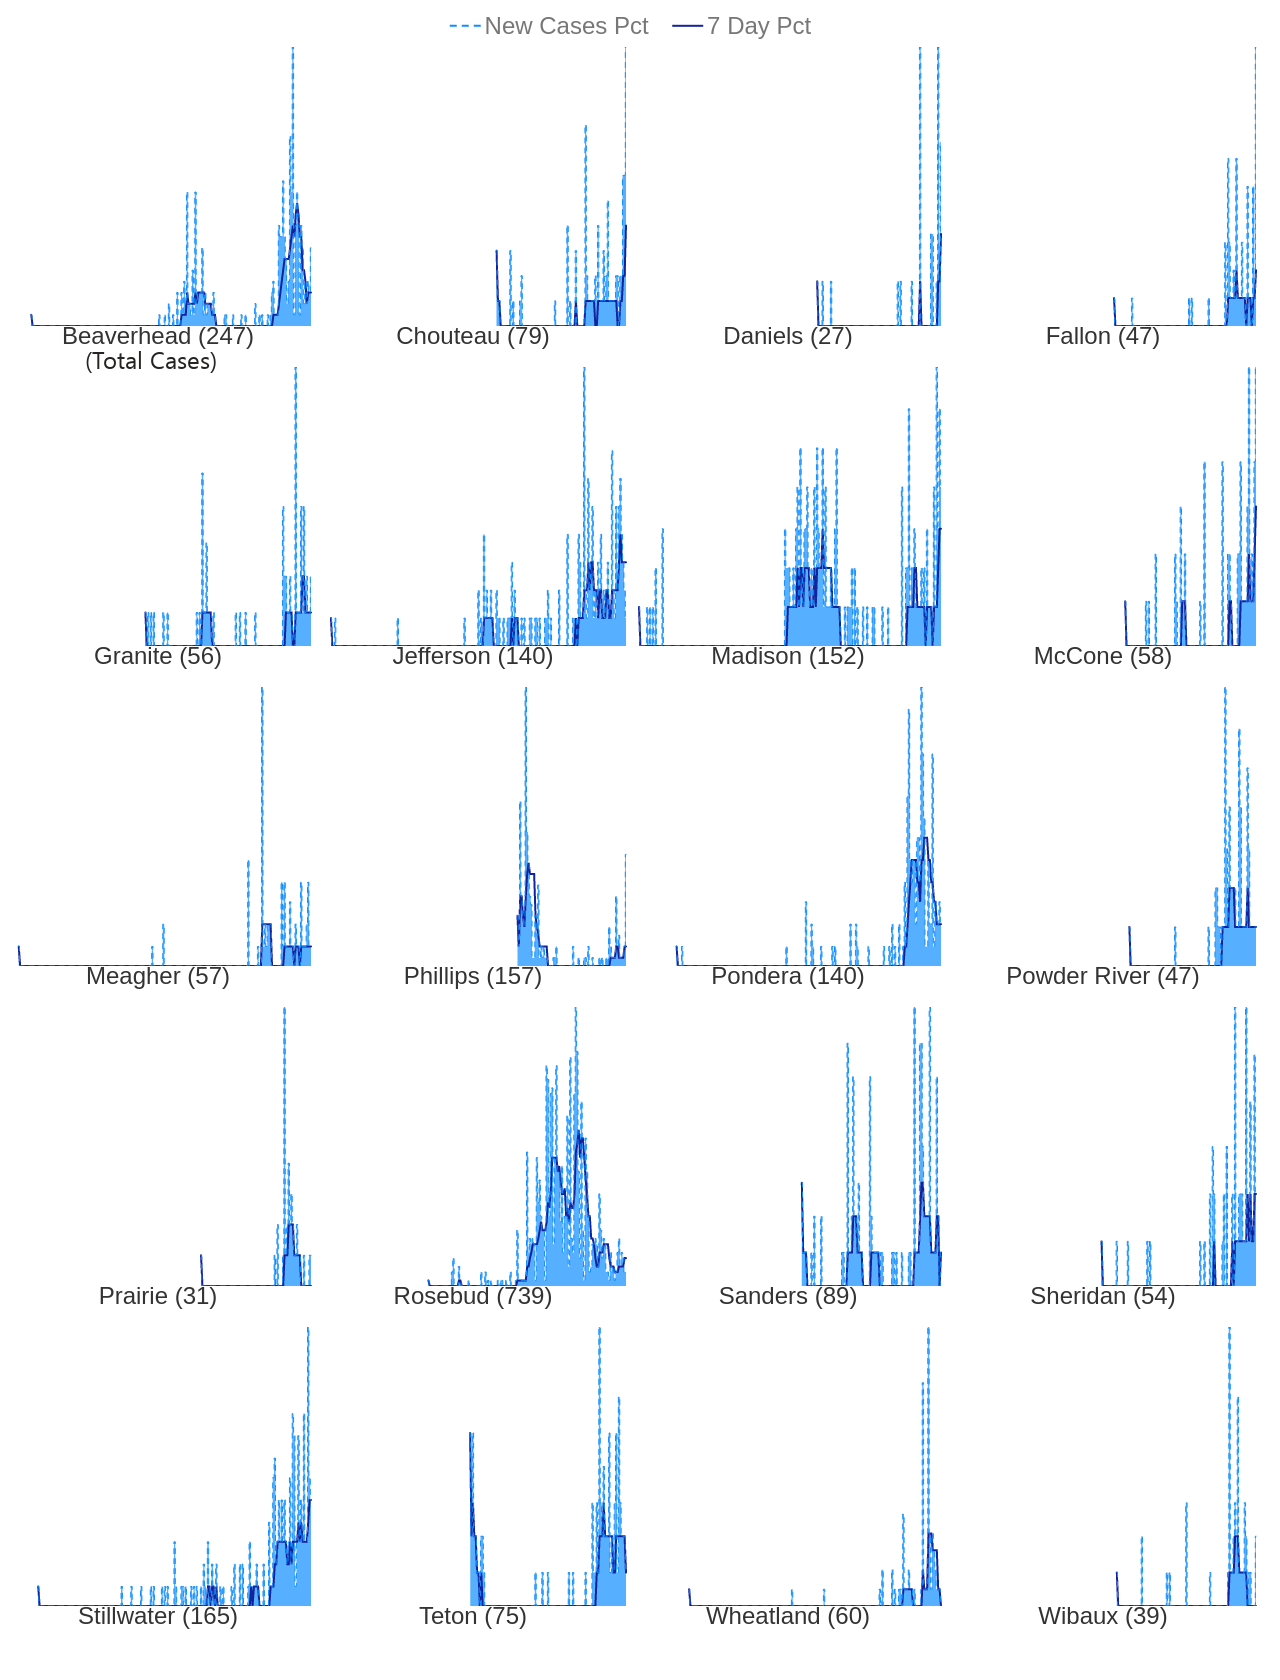 New Cases Pct 7 Day Pct
Beaverhead (247) Chouteau (79) Daniels (27) Fallon (47)
(Total Cases)
Granite (56) Jefferson (140) Madison (152) McCone (58)
Meagher (57) Phillips (157) Pondera (140) Powder River (47)
Prairie (31) Rosebud (739) Sanders (89) Sheridan (54)
Stillwater (165) Teton (75) Wheatland (60) Wibaux (39)